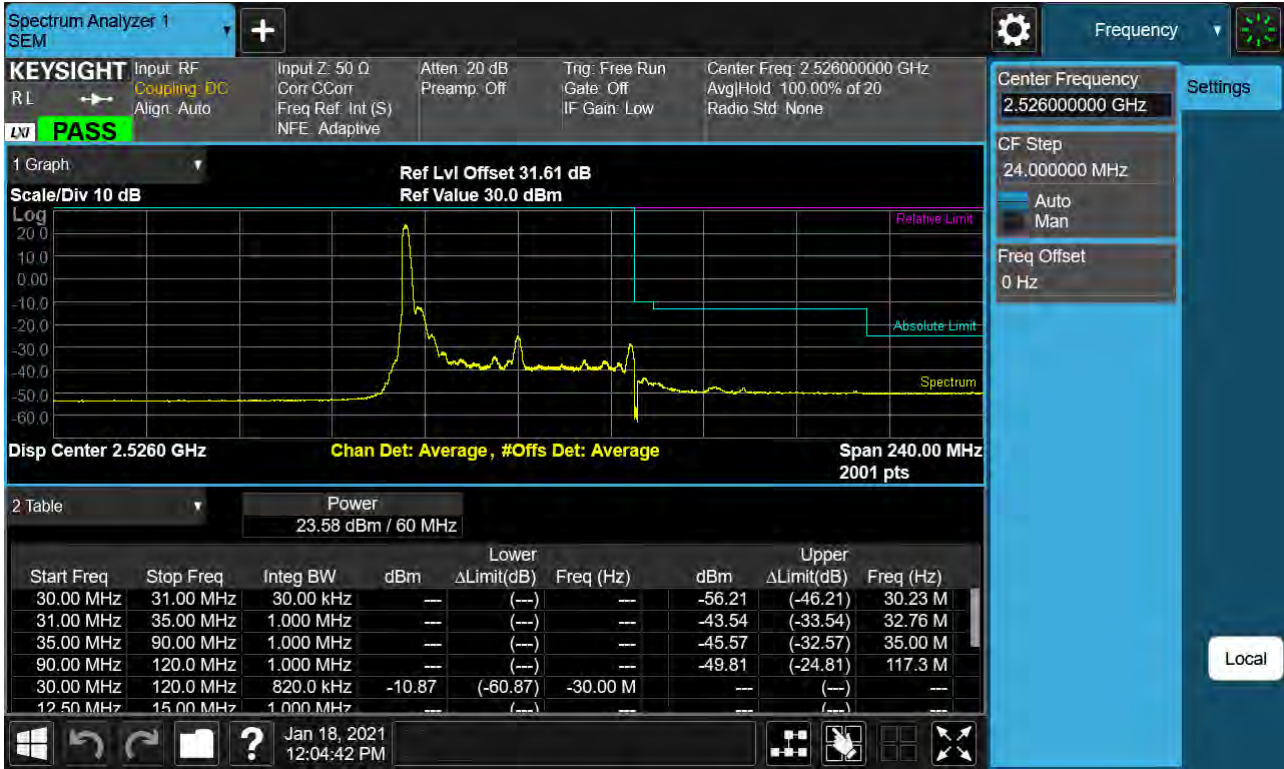 Spectrum Analyzer 1
SEM
+
Frequency
KEYSIGHT
RL
LXI
PASS
Input: RF
Coupling: DC
Align: Auto
Input Z: 50 Ω
Corr CCorr
Freq Ref: Int (S)
NFE: Adaptive
Atten: 20 dB
Preamp: Off
Trig: Free Run
Gate: Off
IF Gain: Low
Center Freq: 2.526000000 GHz
Avg|Hold: 100.00% of 20
Radio Std: None
Center Frequency
2.526000000 GHz
Settings
CF Step
24.000000 MHz
Auto
Man
Freq Offset
0 Hz
Local
1 Graph
Scale/Div 10 dB
Ref Lvl Offset 31.61 dB
Ref Value 30.0 dBm
Log
20.0
10.0
0.00
-10.0
-20.0
-30.0
-40.0
-50.0
-60.0
Relative Limit
Absolute Limit
Spectrum
Disp Center 2.5260 GHz
Chan Det: Average, #Offs Det: Average
Span 240.00 MHz
2001 pts
2 Table
Power
23.58 dBm / 60 MHz
Lower Upper
Start Freq Stop Freq Integ BW dBm ΔLimit(dB) Freq (Hz) dBm ΔLimit(dB) Freq (Hz)
30.00 MHz 31.00 MHz 30.00 kHz --- (---) --- -56.21 (-46.21) 30.23 M
31.00 MHz 35.00 MHz 1.000 MHz --- (---) --- -43.54 (-33.54) 32.76 M
35.00 MHz 90.00 MHz 1.000 MHz --- (---) --- -45.57 (-32.57) 35.00 M
90.00 MHz 120.0 MHz 1.000 MHz --- (---) --- -49.81 (-24.81) 117.3 M
30.00 MHz 120.0 MHz 820.0 kHz -10.87 (-60.87) -30.00 M --- (---) ---
12.50 MHz 15.00 MHz 1.000 MHz --- (---) --- --- (---) ---
?
Jan 18, 2021
12:04:42 PM